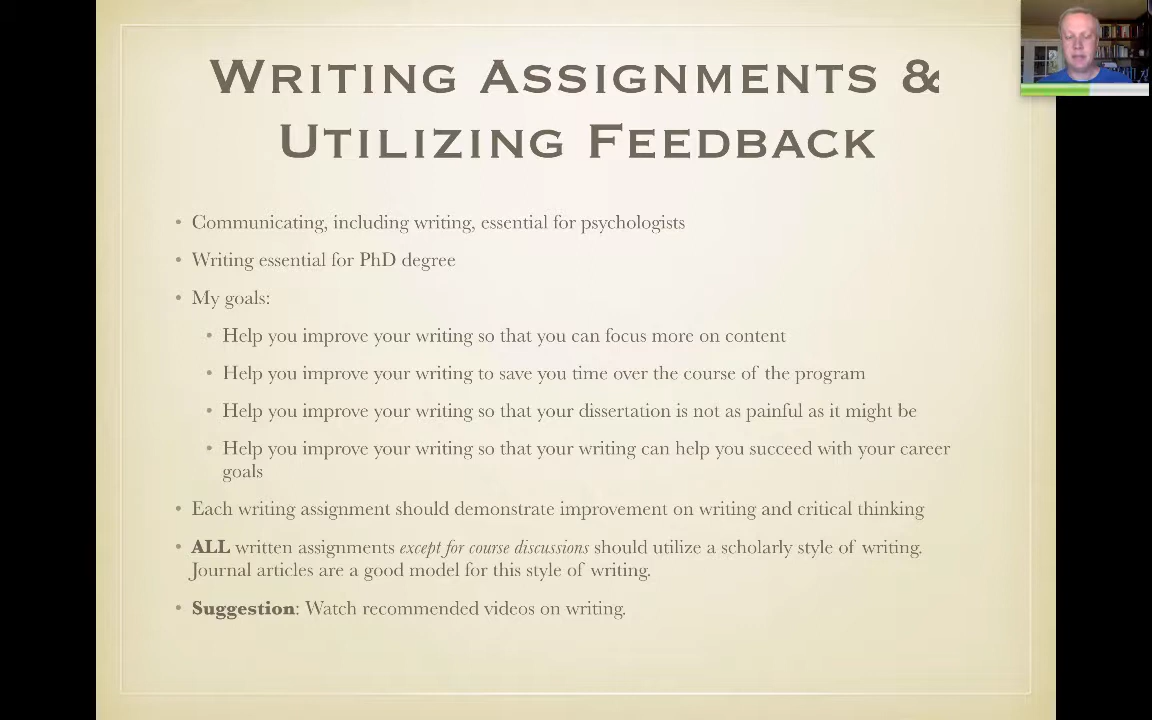 WRITING ASSIGNMENTS &
UTILIZING FEEDBACK
• Communicating, including writing, essential for psychologists
• Writing essential for PhD degree
• My goals:
• Help you improve your writing so that you can focus more on content
• Help you improve your writing to save you time over the course of the program
• Help you improve your writing so that your dissertation is not as painful as it might be
• Help you improve your writing so that your writing can help you succeed with your career
goals
• Each writing assignment should demonstrate improvement on writing and critical thinking
• ALL written assignments except for course discussions should utilize a scholarly style of writing.
Journal articles are a good model for this style of writing.
• Suggestion: Watch recommended videos on writing.